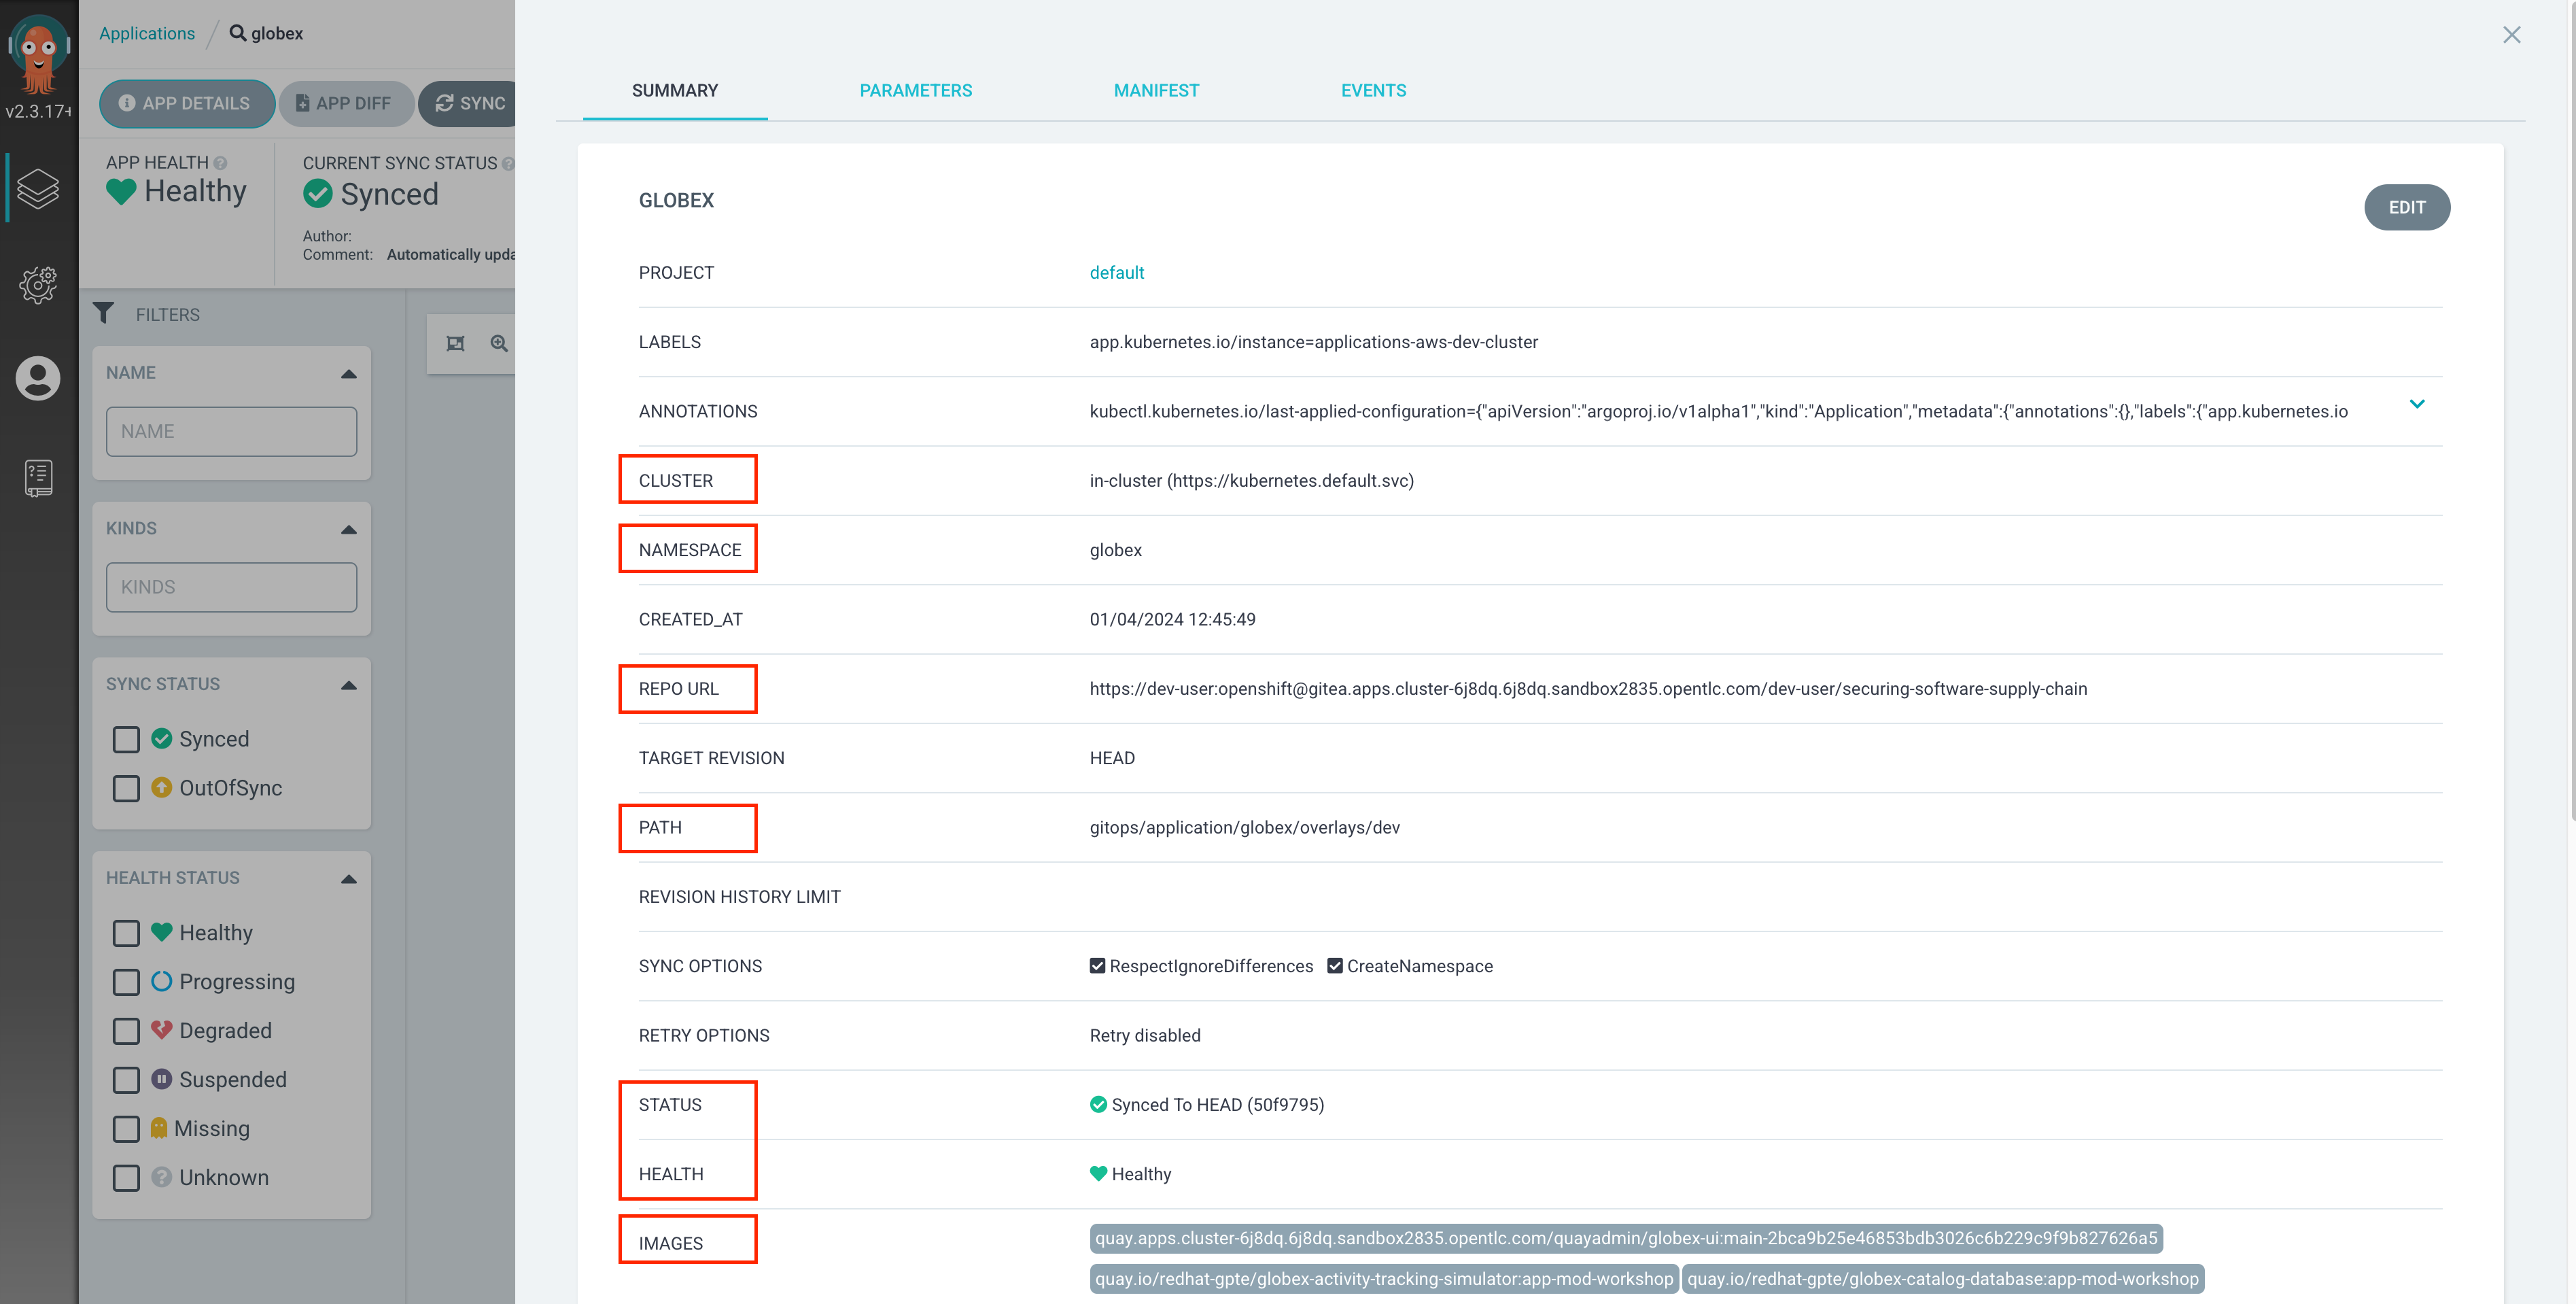 Applications / globex
v2.3.17+
APP DETAILS
APP DIFF
SYNC
APP HEALTH
Healthy
CURRENT SYNC STATUS
Synced
Author:
Comment: Automatically upda
FILTERS
NAME
NAME
KINDS
KINDS
SYNC STATUS
Synced
OutOfSync
HEALTH STATUS
Healthy
Progressing
Degraded
Suspended
Missing
Unknown
SUMMARY PARAMETERS MANIFEST EVENTS
GLOBEX
EDIT
PROJECT default
LABELS app.kubernetes.io/instance=applications-aws-dev-cluster
ANNOTATIONS kubectl.kubernetes.io/last-applied-configuration={"apiVersion":"argoproj.io/v1alpha1","kind":"Application","metadata":{"annotations":{},"labels":{"app.kubernetes.io
CLUSTER in-cluster (https://kubernetes.default.svc)
NAMESPACE globex
CREATED_AT 01/04/2024 12:45:49
REPO URL https://dev-user:openshift@gitea.apps.cluster-6j8dq.6j8dq.sandbox2835.opentlc.com/dev-user/securing-software-supply-chain
TARGET REVISION HEAD
PATH gitops/application/globex/overlays/dev
REVISION HISTORY LIMIT
SYNC OPTIONS RespectIgnoreDifferences CreateNamespace
RETRY OPTIONS Retry disabled
STATUS Synced To HEAD (50f9795)
HEALTH Healthy
IMAGES quay.apps.cluster-6j8dq.6j8dq.sandbox2835.opentlc.com/quayadmin/globex-ui:main-2bca9b25e46853bdb3026c6b229c9f9b827626a5
quay.io/redhat-gpte/globex-activity-tracking-simulator:app-mod-workshop quay.io/redhat-gpte/globex-catalog-database:app-mod-workshop